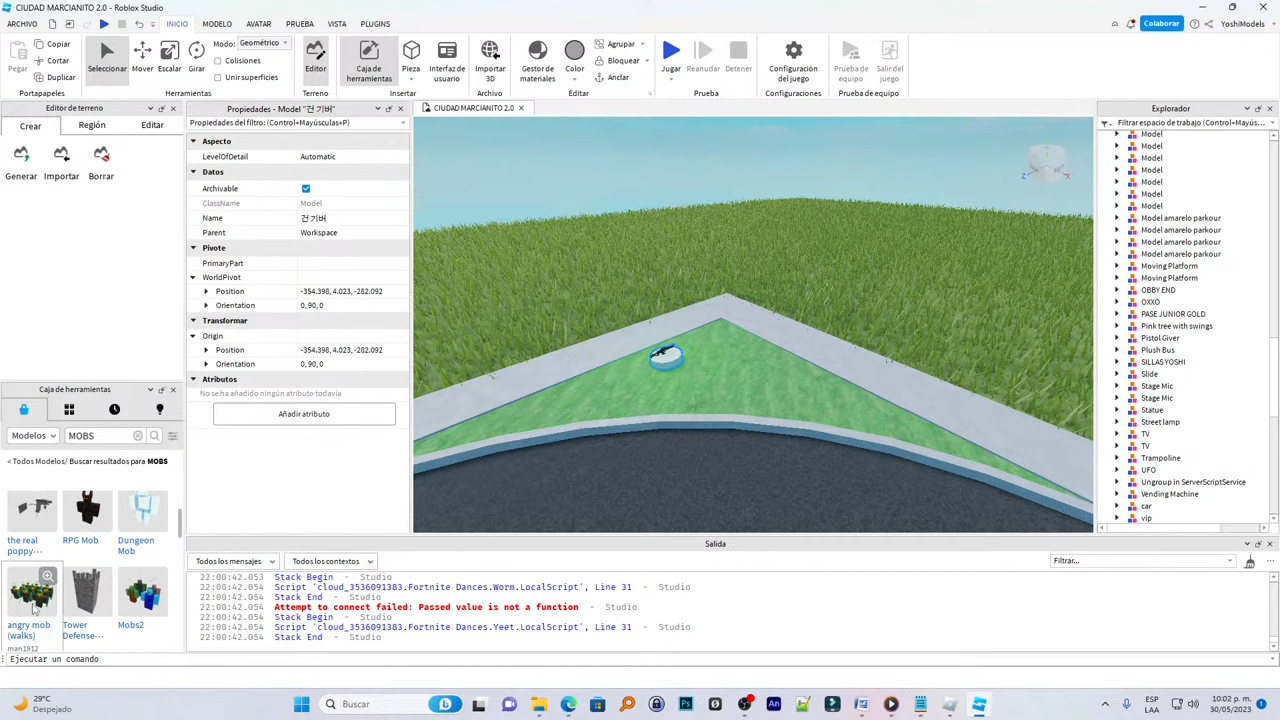 CIUDAD MARCIANITO 2.0 - Roblox Studio
ARCHIVO
INICIO
MODELO
AVATAR
PRUEBA
VISTA
PLUGINS
Colaborar
YoshiModels
Pegar
Copiar
Cortar
Duplicar
Portapapeles
Seleccionar
Mover
Escalar
Girar
Modo: Geométrico
Colisiones
Unir superficies
Herramientas
Editor
Terreno
Caja de herramientas
Pieza
Interfaz de usuario
Insertar
Importar 3D
Archivo
Gestor de materiales
Color
Agrupar
Bloquear
Anclar
Editar
Jugar
Reanudar
Detener
Prueba
Configuración del juego
Configuraciones
Prueba de equipo
Salir del juego
Prueba de equipo
Editor de terreno
Crear
Región
Editar
Generar
Importar
Borrar
Propiedades - Model "건 기버"
Propiedades del filtro: (Control+Mayúsculas+P)
Aspecto
LevelOfDetail Automatic
Datos
Archivable
ClassName Model
Name 건 기버
Parent Workspace
Pivote
PrimaryPart
WorldPivot
Position -354.398, 4.023, -282.092
Orientation 0, 90, 0
Transformar
Origin
Position -354.398, 4.023, -282.092
Orientation 0, 90, 0
Atributos
No se ha añadido ningún atributo todavía
Añadir atributo
CIUDAD MARCIANITO 2.0
Z
X
Explorador
Filtrar espacio de trabajo (Control+Mayús...
Model
Model
Model
Model
Model
Model
Model
Model amarelo parkour
Model amarelo parkour
Model amarelo parkour
Model amarelo parkour
Moving Platform
Moving Platform
OBBY END
OXXO
PASE JUNIOR GOLD
Pink tree with swings
Pistol Giver
Plush Bus
SILLAS YOSHI
Slide
Stage Mic
Stage Mic
Statue
Street lamp
TV
TV
Trampoline
UFO
Ungroup in ServerScriptService
Vending Machine
car
vip
Caja de herramientas
Modelos
MOBS
< Todos Modelos/ Buscar resultados para MOBS
the real poppy-...
RPG Mob
Dungeon Mob
angry mob (walks)
man1912
Tower Defense...
Mobs2
Salida
Todos los mensajes
Todos los contextos
Filtrar...
22:00:42.053 Stack Begin - Studio
22:00:42.053 Script 'cloud_3536091383.Fortnite Dances.Worm.LocalScript', Line 31 - Studio
22:00:42.054 Stack End - Studio
22:00:42.054 Attempt to connect failed: Passed value is not a function - Studio
22:00:42.054 Stack Begin - Studio
22:00:42.054 Script 'cloud_3536091383.Fortnite Dances.Yeet.LocalScript', Line 31 - Studio
22:00:42.054 Stack End - Studio
Ejecutar un comando
29°C
Despejado
Buscar
ESP
LAA
10:02 p. m.
30/05/2023